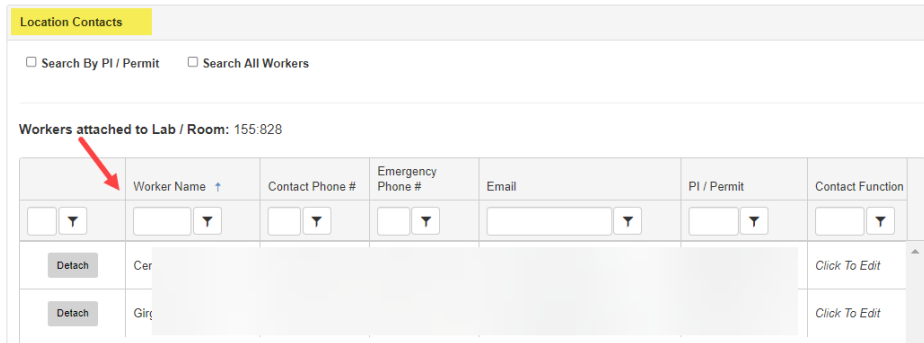 Location Contacts
Search By PI / Permit Search All Workers
Workers attached to Lab / Room: 155:828
Worker Name ↑ Contact Phone # Emergency Phone # Email PI / Permit Contact Function
Detach Click To Edit
Detach Click To Edit